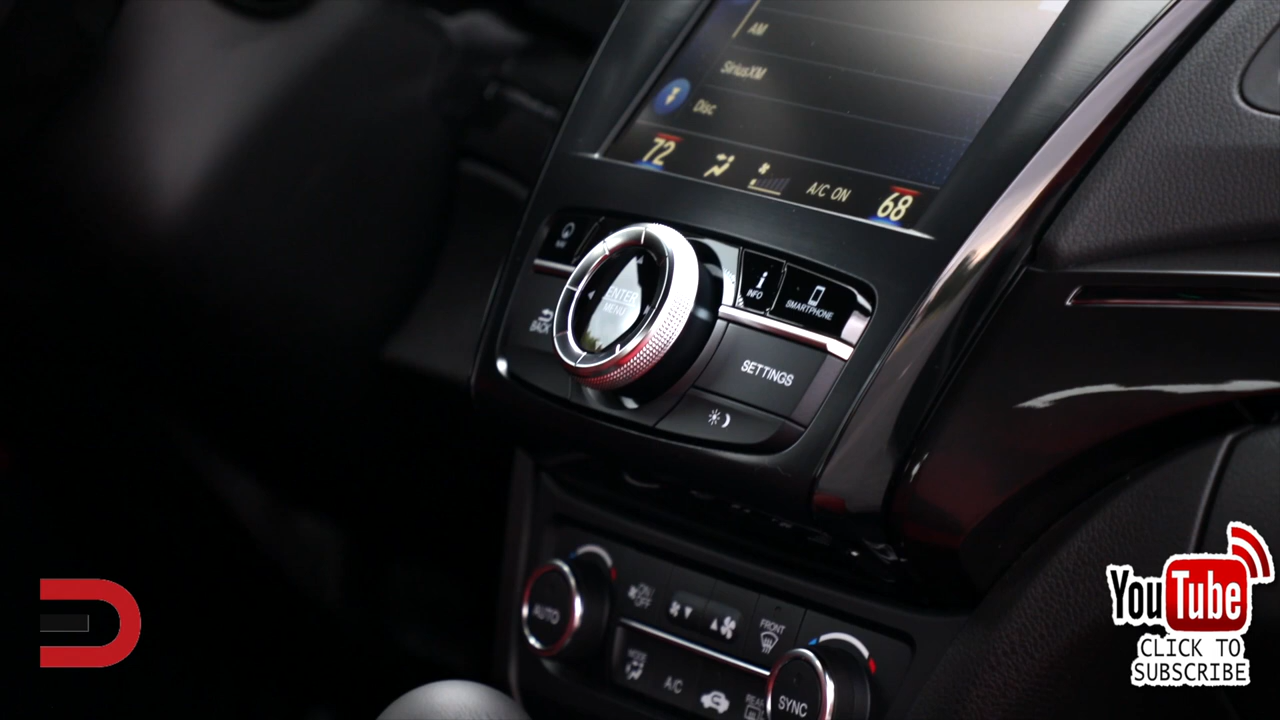 AM
SiriusXM
Disc
72
A/C ON
68
ENTER
MENU
BACK
INFO
SMARTPHONE
SETTINGS
AUTO
ON/
OFF
FRONT
MODE
A/C
REAR
SYNC
YouTube
CLICK TO
SUBSCRIBE